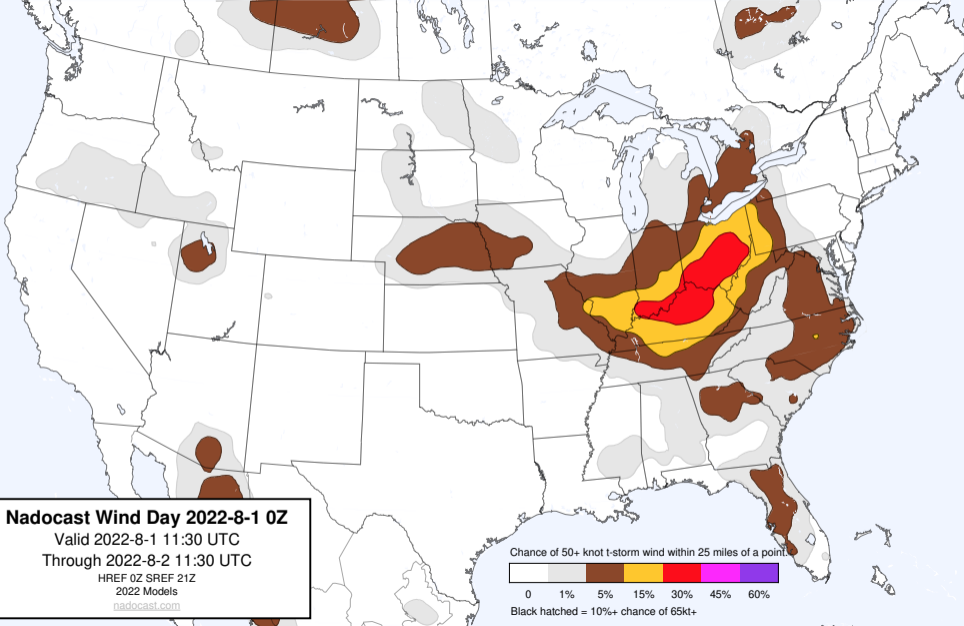 Nadocast Wind Day 2022-8-1 0Z
Valid 2022-8-1 11:30 UTC
Through 2022-8-2 11:30 UTC
HREF 0Z SREF 21Z
2022 Models
nadocast.com
Chance of 50+ knot t-storm wind within 25 miles of a point.
0 1% 5% 15% 30% 45% 60%
Black hatched = 10%+ chance of 65kt+